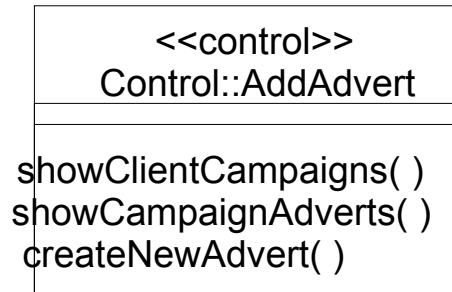 <<control>>
Control::AddAdvert
showClientCampaigns( )
showCampaignAdverts( )
createNewAdvert( )